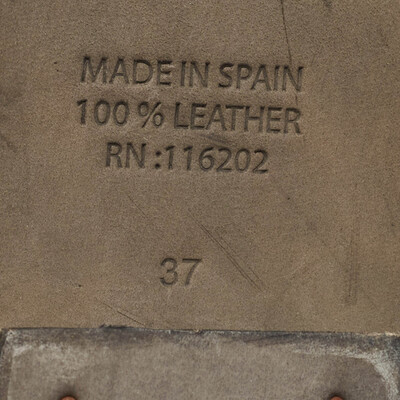 MADE IN SPAIN
100 % LEATHER
RN :116202
37